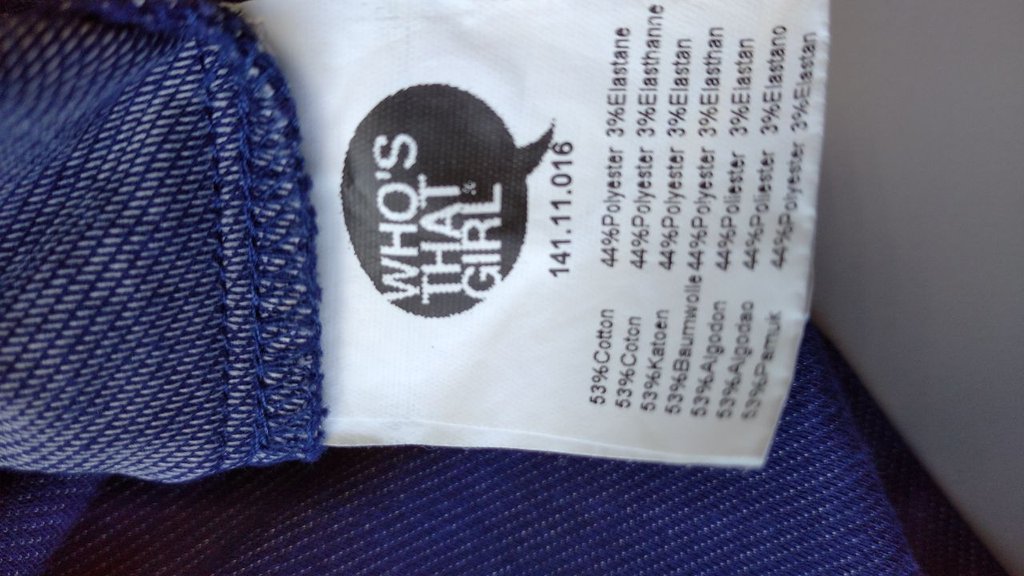 WHO'S
THAT
GIRL®
141.11.016
53%Cotton 44%Polyester 3%Elastane
53%Coton 44%Polyester 3%Elasthanne
53%Katoen 44%Polyester 3%Elastan
53%Baumwolle 44%Polyester 3%Elasthan
53%Algodon 44%Poliester 3%Elastan
53%Algodao 44%Poliester 3%Elastano
53%Pamuk 44%Polyester 3%Elastan